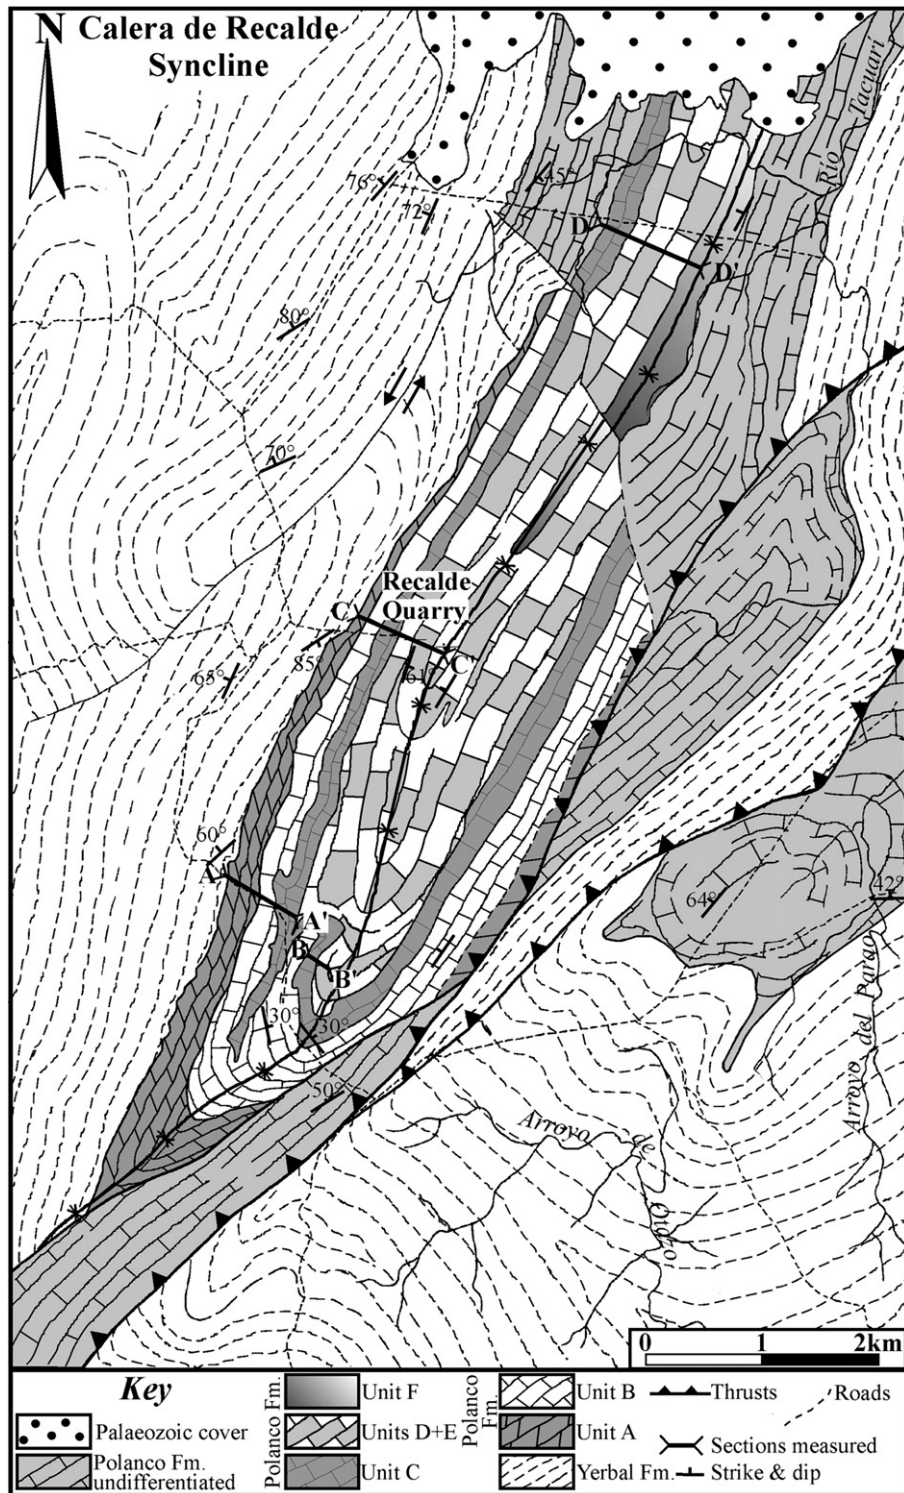 N Calera de Recalde
Syncline
Río Tacuarí
76°
45°
72°
D
D'
80°
70°
Recalde
Quarry
C
C'
85°
61°
65°
60°
A
A'
B
B'
64°
42°
30°
30°
50°
Arroyo de Otazo
Arroyo del Parao
0 1 2km
Key
Palaeozoic cover
Polanco Fm.
undifferentiated
Polanco Fm.
Unit F
Units D+E
Unit C
Polanco
Fm.
Unit B
Unit A
Yerbal Fm.
Thrusts
Roads
Sections measured
Strike & dip